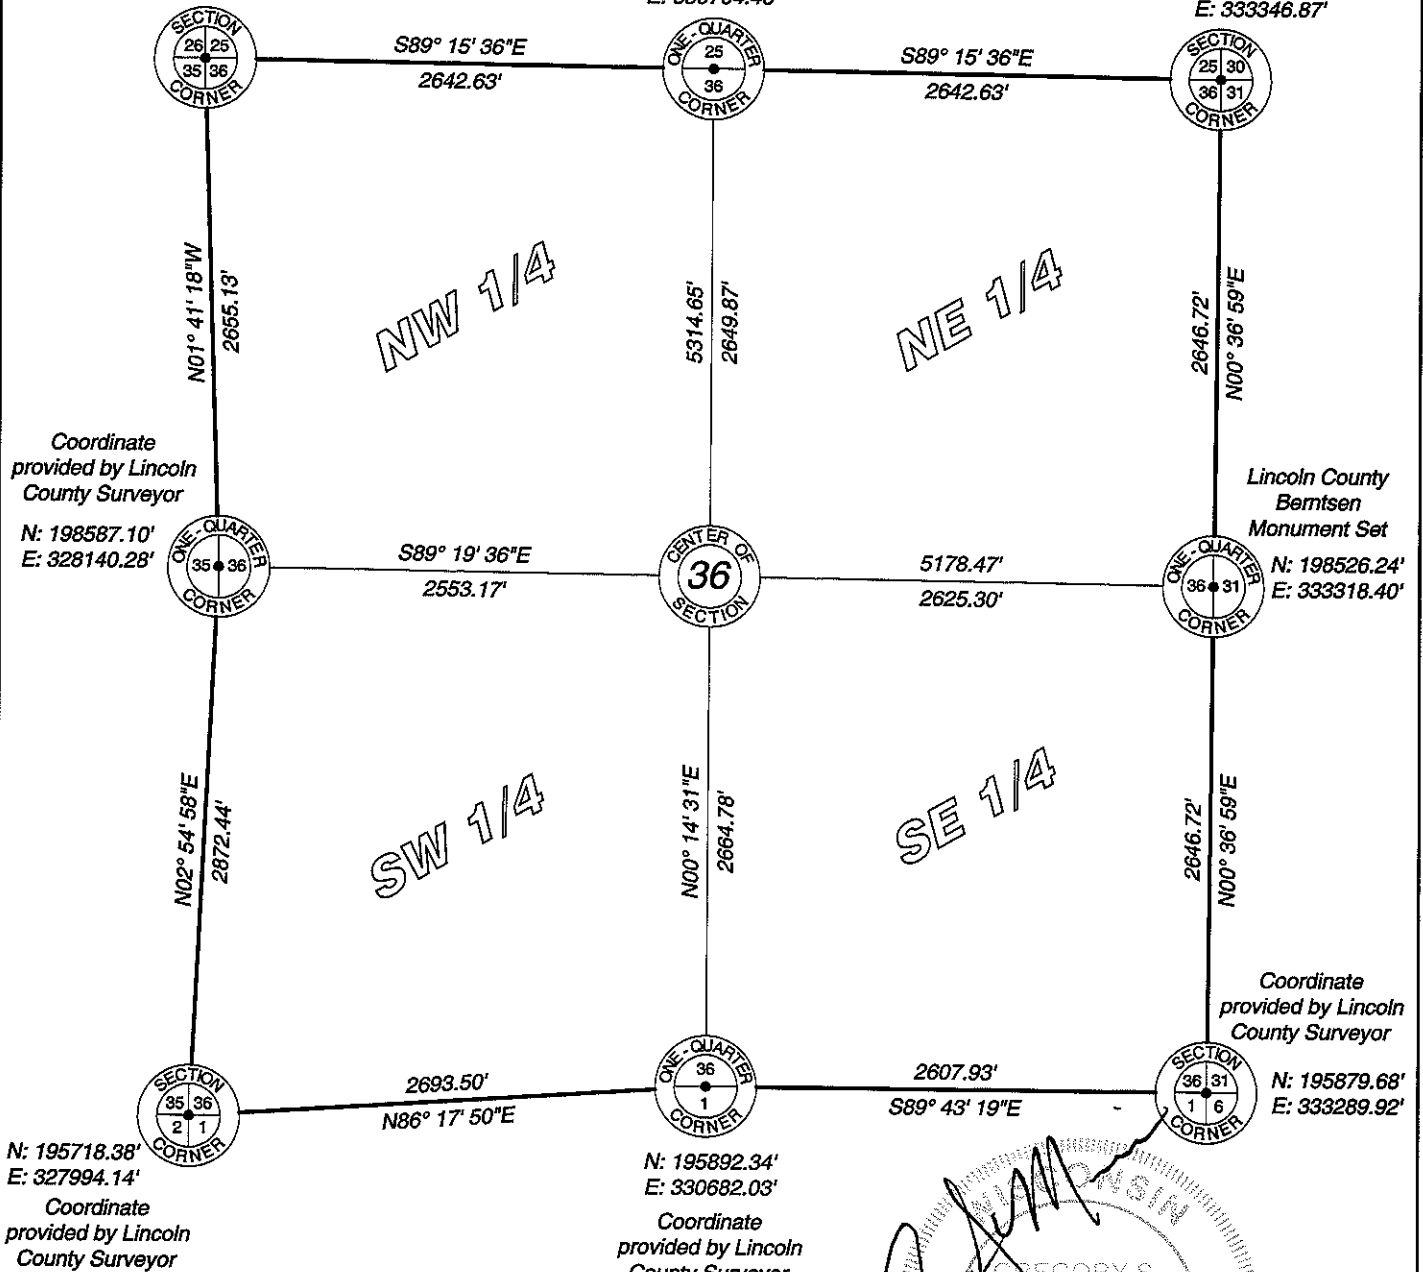 E: 333346.87'
SECTION
26 25
35 36
CORNER
S89° 15' 36"E
2642.63'
ONE-QUARTER
25
36
CORNER
S89° 15' 36"E
2642.63'
SECTION
25 30
36 31
CORNER
N01° 41' 18"W
2655.13'
NW 1/4
5314.65'
2649.87'
NE 1/4
2646.72'
N00° 36' 59"E
Coordinate
provided by Lincoln
County Surveyor
N: 198587.10'
E: 328140.28'
ONE-QUARTER
35 36
CORNER
S89° 19' 36"E
2553.17'
CENTER OF
36
SECTION
5178.47'
2625.30'
Lincoln County
Berntsen
Monument Set
ONE-QUARTER
36 31
CORNER
N: 198526.24'
E: 333318.40'
N02° 54' 58"E
2872.44'
SW 1/4
N00° 14' 31"E
2664.78'
SE 1/4
2646.72'
N00° 36' 59"E
Coordinate
provided by Lincoln
County Surveyor
SECTION
35 36
2 1
CORNER
2693.50'
N86° 17' 50"E
ONE-QUARTER
36
1
CORNER
2607.93'
S89° 43' 19"E
SECTION
36 31
1 6
CORNER
N: 195879.68'
E: 333289.92'
N: 195718.38'
E: 327994.14'
Coordinate
provided by Lincoln
County Surveyor
N: 195892.34'
E: 330682.03'
Coordinate
provided by Lincoln
County Surveyor
WISCONSIN
GREGORY S.